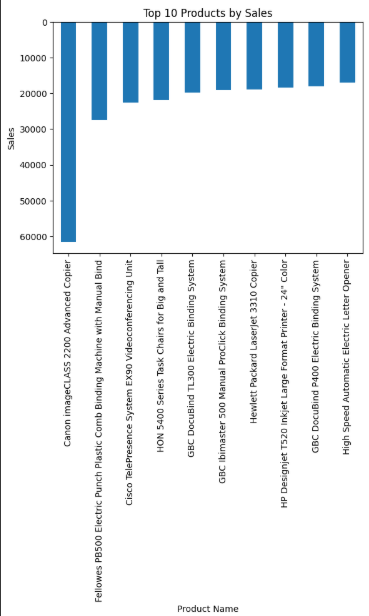 Top 10 Products by Sales
0
10000
20000
30000
40000
50000
60000
Sales
Canon imageCLASS 2200 Advanced Copier
Fellowes PB500 Electric Punch Plastic Comb Binding Machine with Manual Bind
Cisco TelePresence System EX90 Videoconferencing Unit
HON 5400 Series Task Chairs for Big and Tall
GBC DocuBind TL300 Electric Binding System
GBC Ibimaster 500 Manual ProClick Binding System
Hewlett Packard LaserJet 3310 Copier
HP Designjet T520 Inkjet Large Format Printer - 24" Color
GBC DocuBind P400 Electric Binding System
High Speed Automatic Electric Letter Opener
Product Name